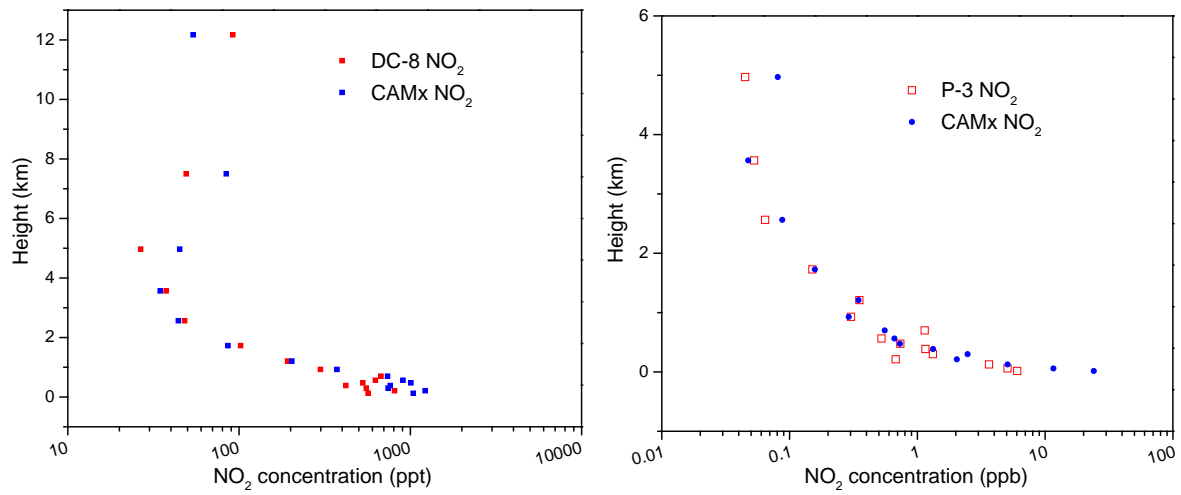 12
10
8
6
4
2
0
Height (km)
DC-8 NO₂
CAMx NO₂
10
100
1000
10000
NO₂ concentration (ppt)
6
4
2
0
Height (km)
P-3 NO₂
CAMx NO₂
0.01
0.1
1
10
100
NO₂ concentration (ppb)